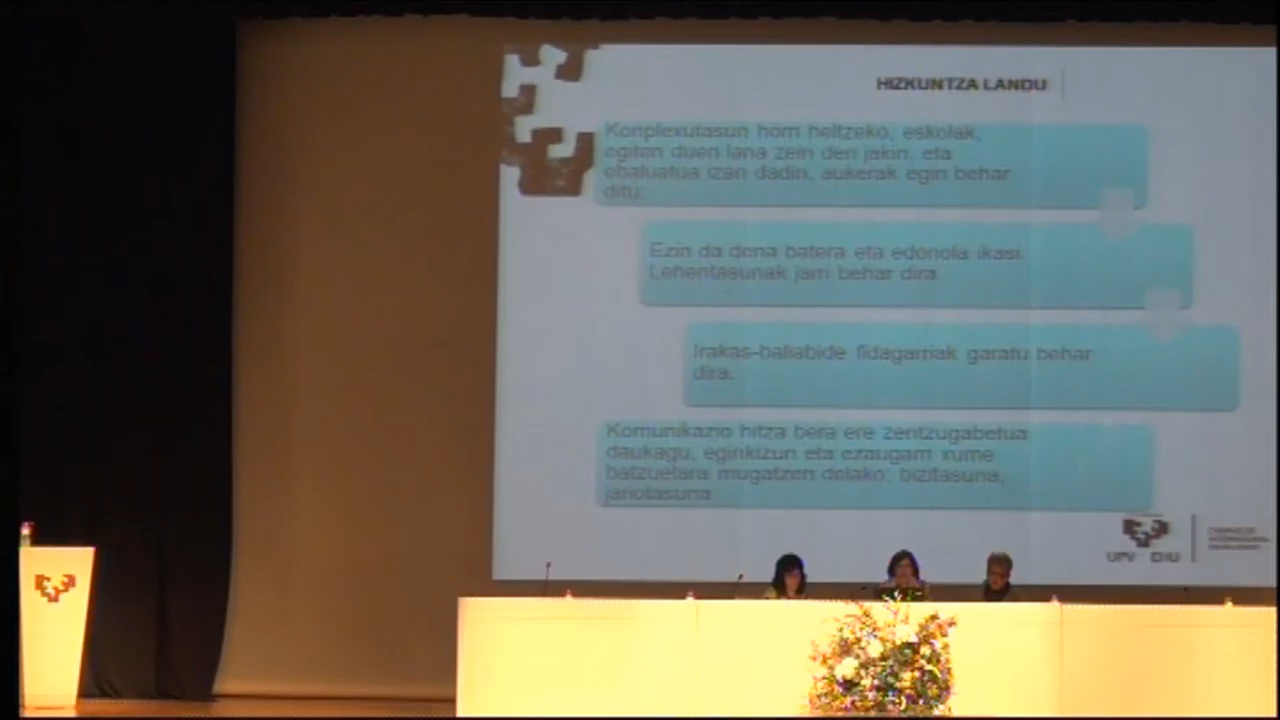 HIZKUNTZA LANDU
Konplexutasun horri heltzeko, eskolak,
egiten duen lana zein den jakin, eta
ebaluatua izan dadin, aukerak egin behar
ditu:
Ezin da dena batera eta edonola ikasi.
Lehentasunak jarri behar dira
Irakas-baliabide fidagarriak garatu behar
dira.
Komunikazio hitza bera ere zentzugabetua
daukagu, eginkizun eta ezaugarri xume
batzuetara mugatzen delako: bizitasuna,
jariotasuna
UPV EHU